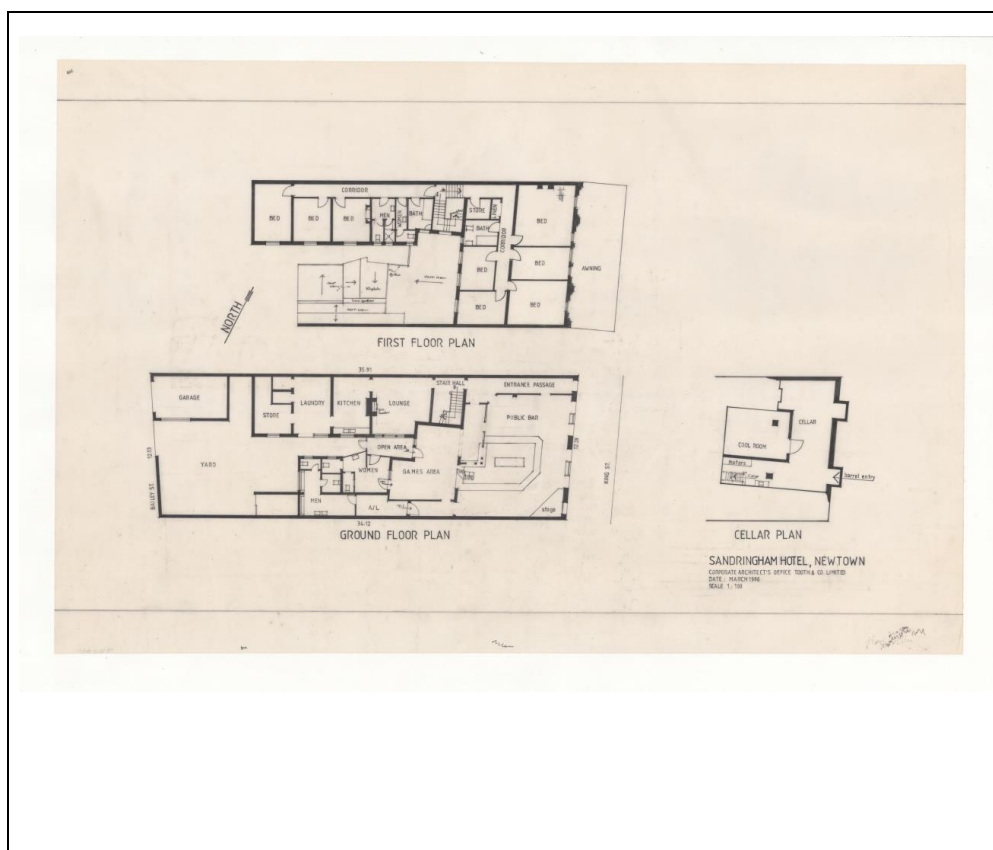 CORRIDOR
BED
BED
BED
MEN
WOMEN
BATH
STORE
LINEN
BATH
CORRIDOR
BED
BED
BED
BED
BED
AWNING
NORTH
FIRST FLOOR PLAN
35·91
GARAGE
STORE
LAUNDRY
KITCHEN
LOUNGE
STAIR HALL
ENTRANCE PASSAGE
PUBLIC BAR
OPEN AREA
YARD
WOMEN
GAMES AREA
MEN
A/L
stage
BAILEY ST.
KING ST.
34·12
GROUND FLOOR PLAN
CELLAR
COOL ROOM
barrel entry
CELLAR PLAN
SANDRINGHAM HOTEL, NEWTOWN
CORPORATE ARCHITECT'S OFFICE TOOTH & CO. LIMITED
SCALE 1:100